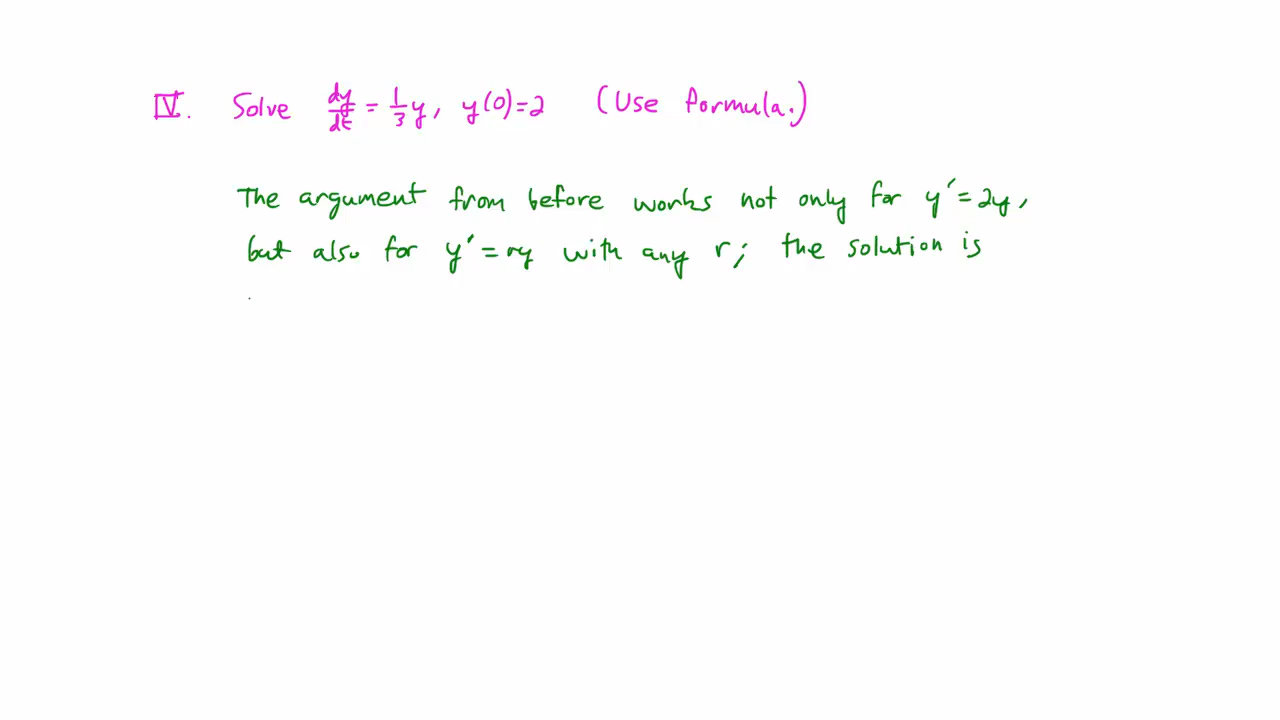 IV. Solve dy/dt = 1/3 y, y(0)=2 (Use formula.)
The argument from before works not only for y' = 2y,
but also for y' = ry with any r; the solution is